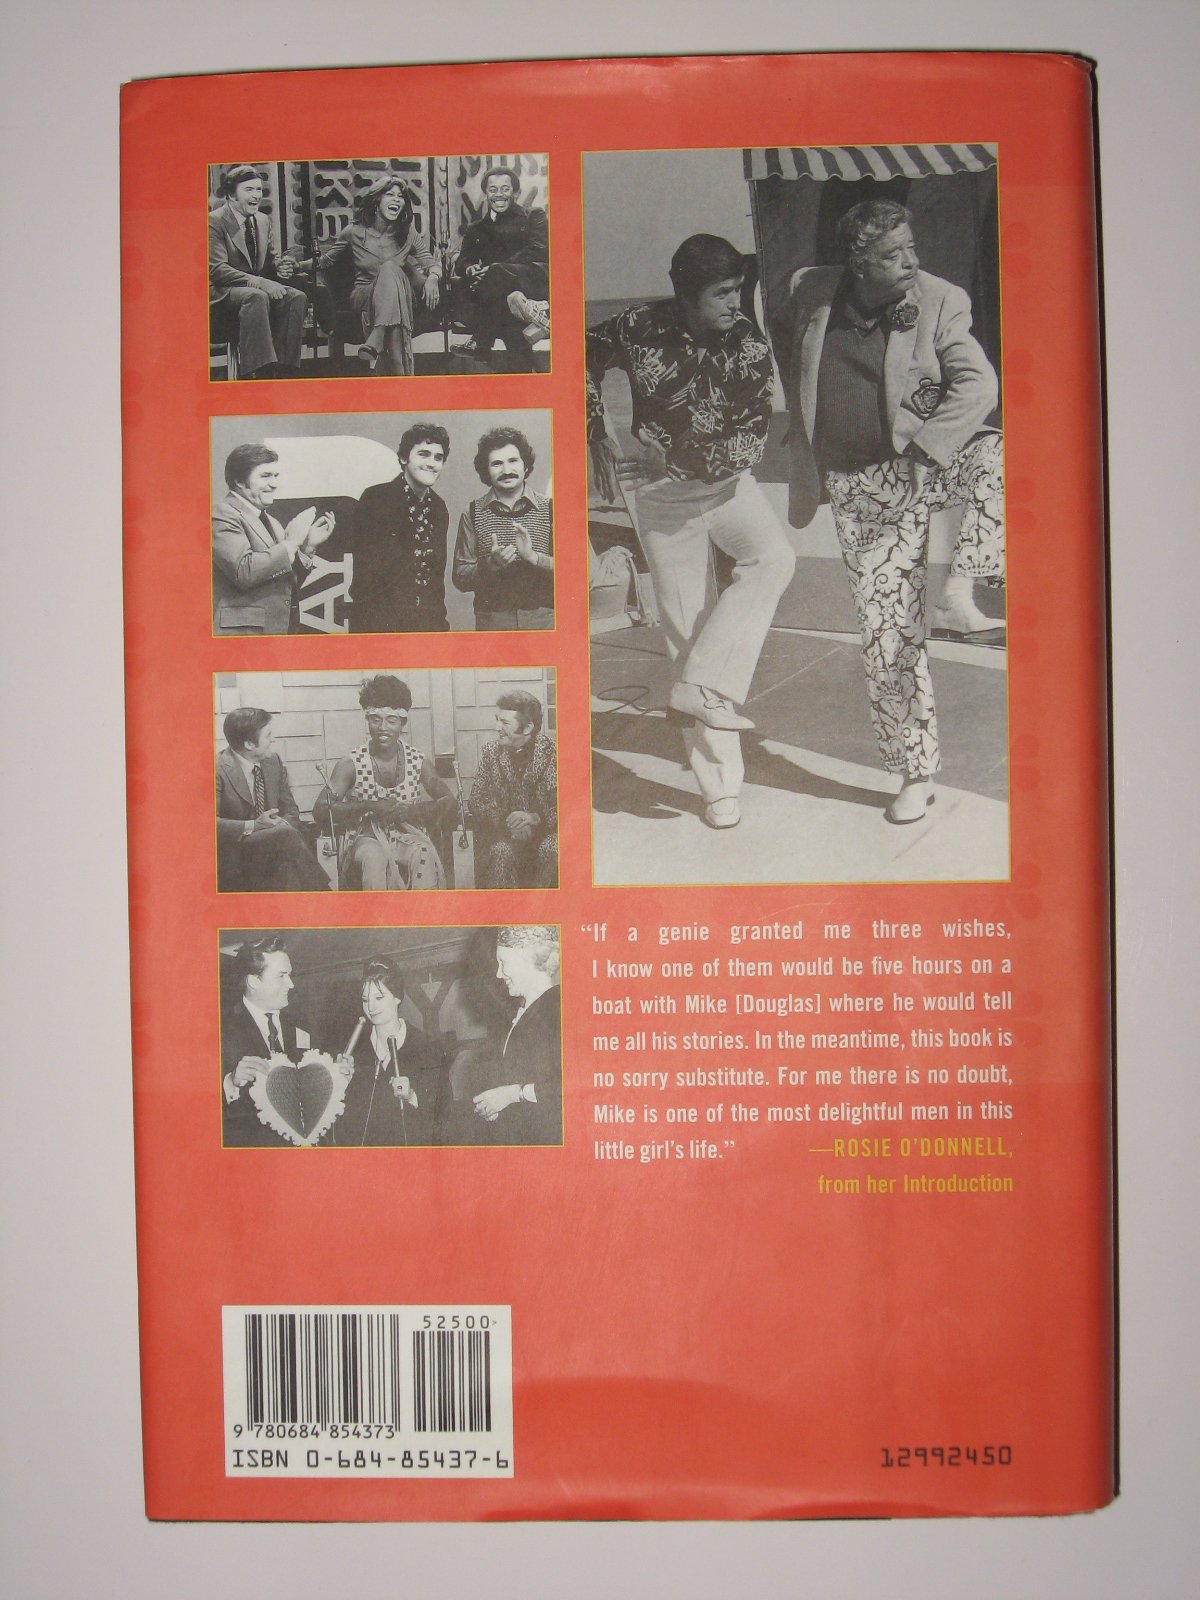 KE
AY
“If a genie granted me three wishes,
I know one of them would be five hours on a
boat with Mike [Douglas] where he would tell
me all his stories. In the meantime, this book is
no sorry substitute. For me there is no doubt,
Mike is one of the most delightful men in this
little girl’s life.” —ROSIE O’DONNELL,
from her Introduction
52500>
9 780684 854373
ISBN 0-684-85437-6
12992450